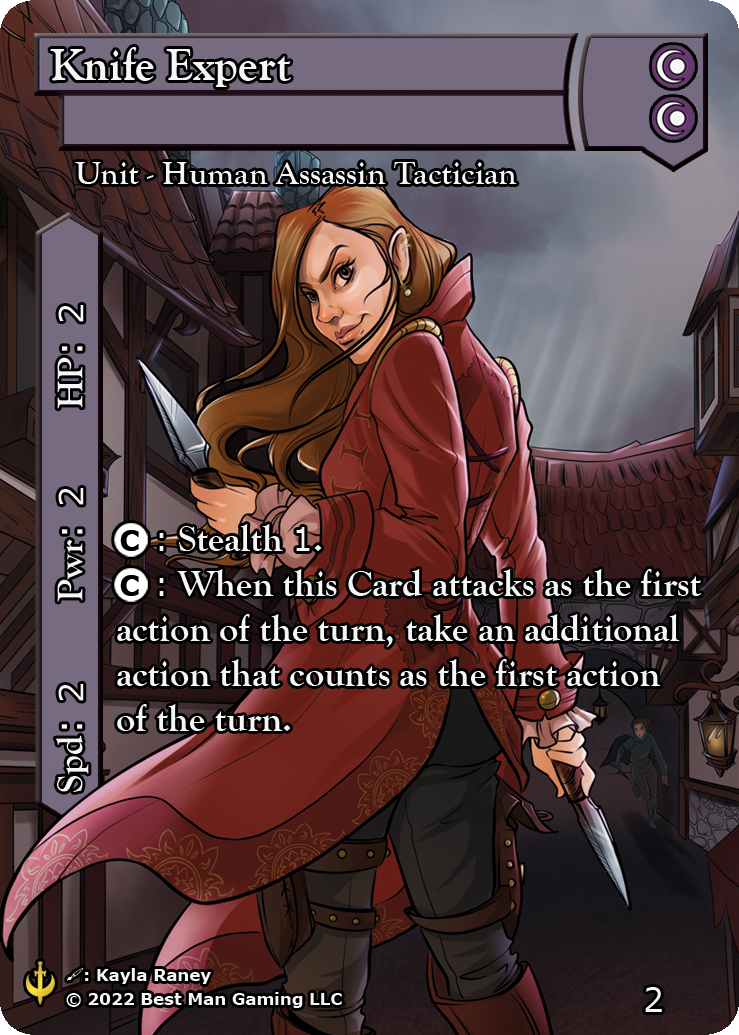 Knife Expert
Unit - Human Assassin Tactician
HP: 2
Pwr: 2
Spd: 2
C: Stealth 1.
C: When this Card attacks as the first
action of the turn, take an additional
action that counts as the first action
of the turn.
: Kayla Raney
© 2022 Best Man Gaming LLC
2